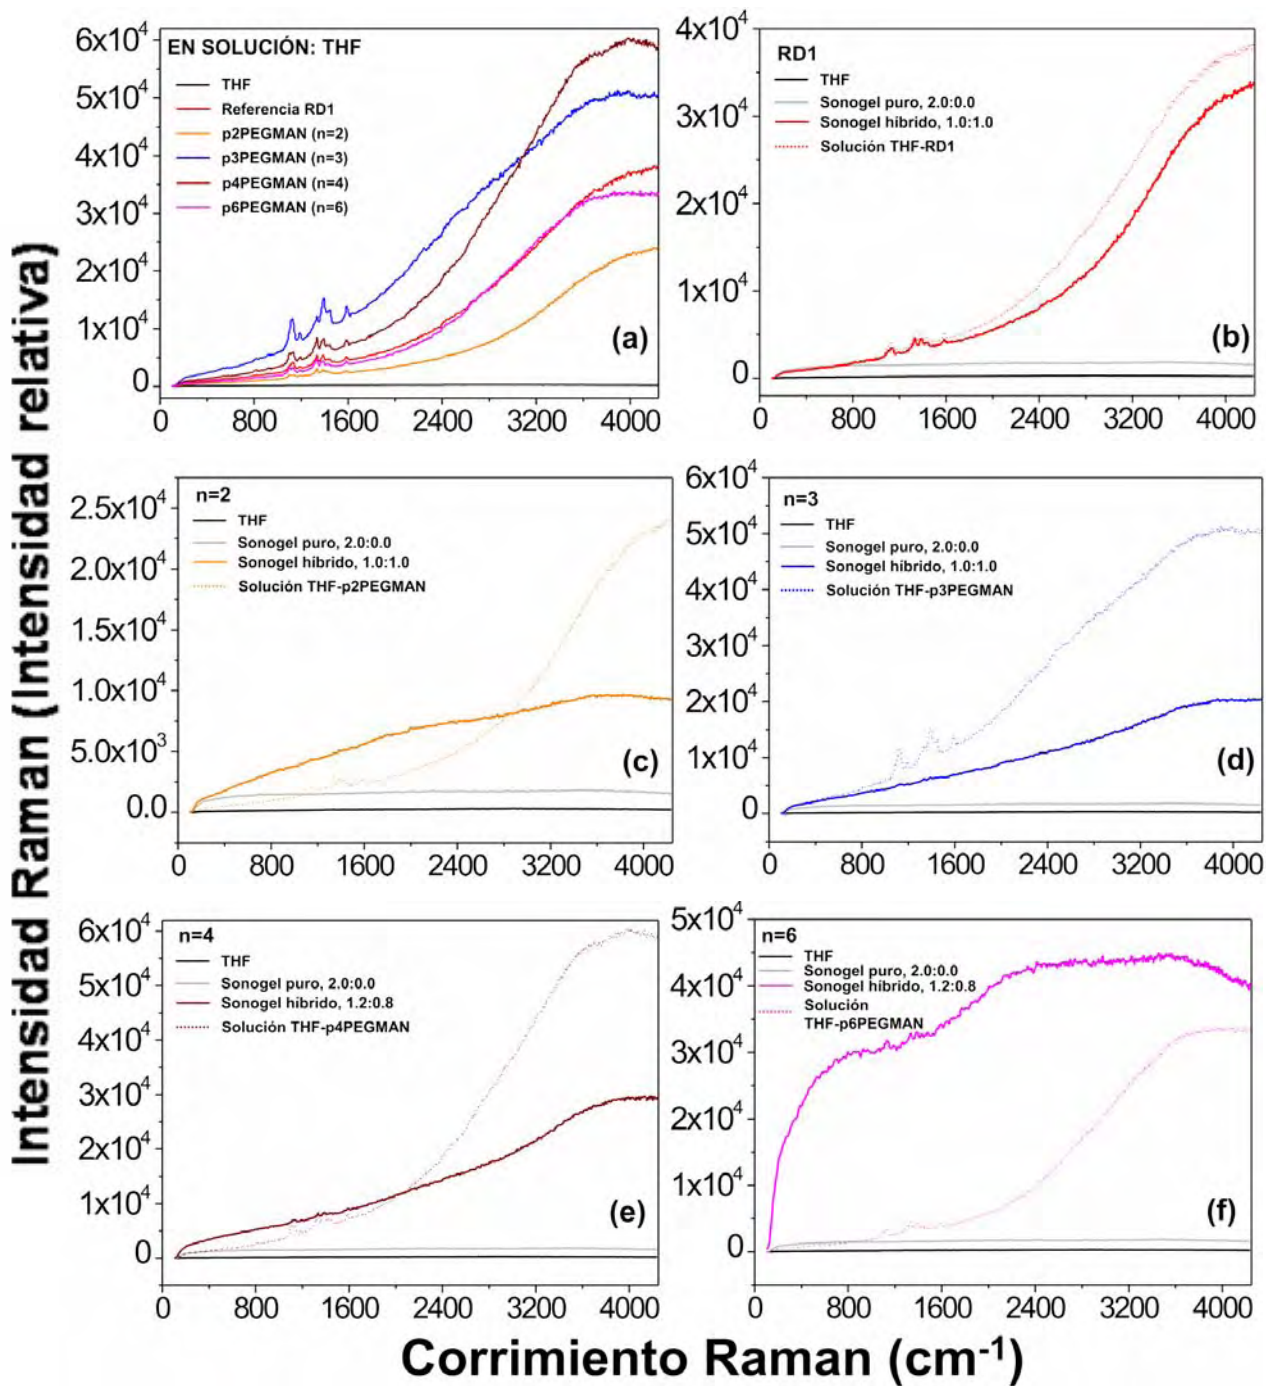 Intensidad Raman (Intensidad relativa)
EN SOLUCIÓN: THF
THF
Referencia RD1
p2PEGMAN (n=2)
p3PEGMAN (n=3)
p4PEGMAN (n=4)
p6PEGMAN (n=6)
(a)
6x10⁴
5x10⁴
4x10⁴
3x10⁴
2x10⁴
1x10⁴
0
0 800 1600 2400 3200 4000
RD1
THF
Sonogel puro, 2.0:0.0
Sonogel híbrido, 1.0:1.0
Solución THF-RD1
(b)
4x10⁴
3x10⁴
2x10⁴
1x10⁴
0
0 800 1600 2400 3200 4000
n=2
THF
Sonogel puro, 2.0:0.0
Sonogel híbrido, 1.0:1.0
Solución THF-p2PEGMAN
(c)
2.5x10⁴
2.0x10⁴
1.5x10⁴
1.0x10⁴
5.0x10³
0.0
0 800 1600 2400 3200 4000
n=3
THF
Sonogel puro, 2.0:0.0
Sonogel híbrido, 1.0:1.0
Solución THF-p3PEGMAN
(d)
6x10⁴
5x10⁴
4x10⁴
3x10⁴
2x10⁴
1x10⁴
0
0 800 1600 2400 3200 4000
n=4
THF
Sonogel puro, 2.0:0.0
Sonogel híbrido, 1.2:0.8
Solución THF-p4PEGMAN
(e)
6x10⁴
5x10⁴
4x10⁴
3x10⁴
2x10⁴
1x10⁴
0
0 800 1600 2400 3200 4000
n=6
THF
Sonogel puro, 2.0:0.0
Sonogel híbrido, 1.2:0.8
Solución
THF-p6PEGMAN
(f)
5x10⁴
4x10⁴
3x10⁴
2x10⁴
1x10⁴
0
0 800 1600 2400 3200 4000
Corrimiento Raman (cm⁻¹)